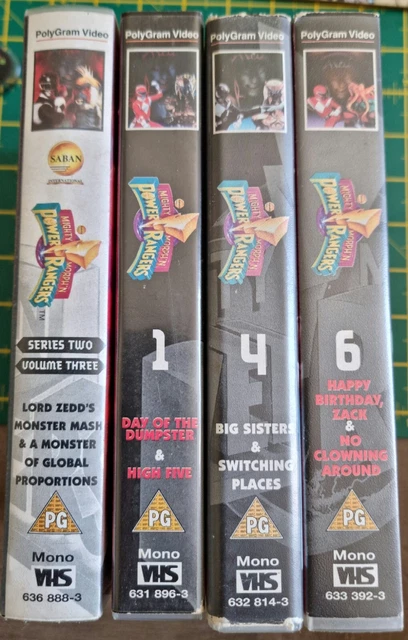 PolyGram Video
SABAN
INTERNATIONAL
MIGHTY MORPHIN
POWER RANGERS
TM
SERIES TWO
VOLUME THREE
LORD ZEDD'S
MONSTER MASH
& A MONSTER
OF GLOBAL
PROPORTIONS
PG
Mono
VHS
636 888-3
PolyGram Video
MIGHTY MORPHIN
POWER RANGERS
1
DAY OF THE
DUMPSTER
&
HIGH FIVE
PG
Mono
VHS
631 896-3
PolyGram Video
MIGHTY MORPHIN
POWER RANGERS
4
BIG SISTERS
&
SWITCHING
PLACES
PG
Mono
VHS
632 814-3
PolyGram Video
MIGHTY MORPHIN
POWER RANGERS
6
HAPPY
BIRTHDAY,
ZACK
&
NO
CLOWNING
AROUND
PG
Mono
VHS
633 392-3